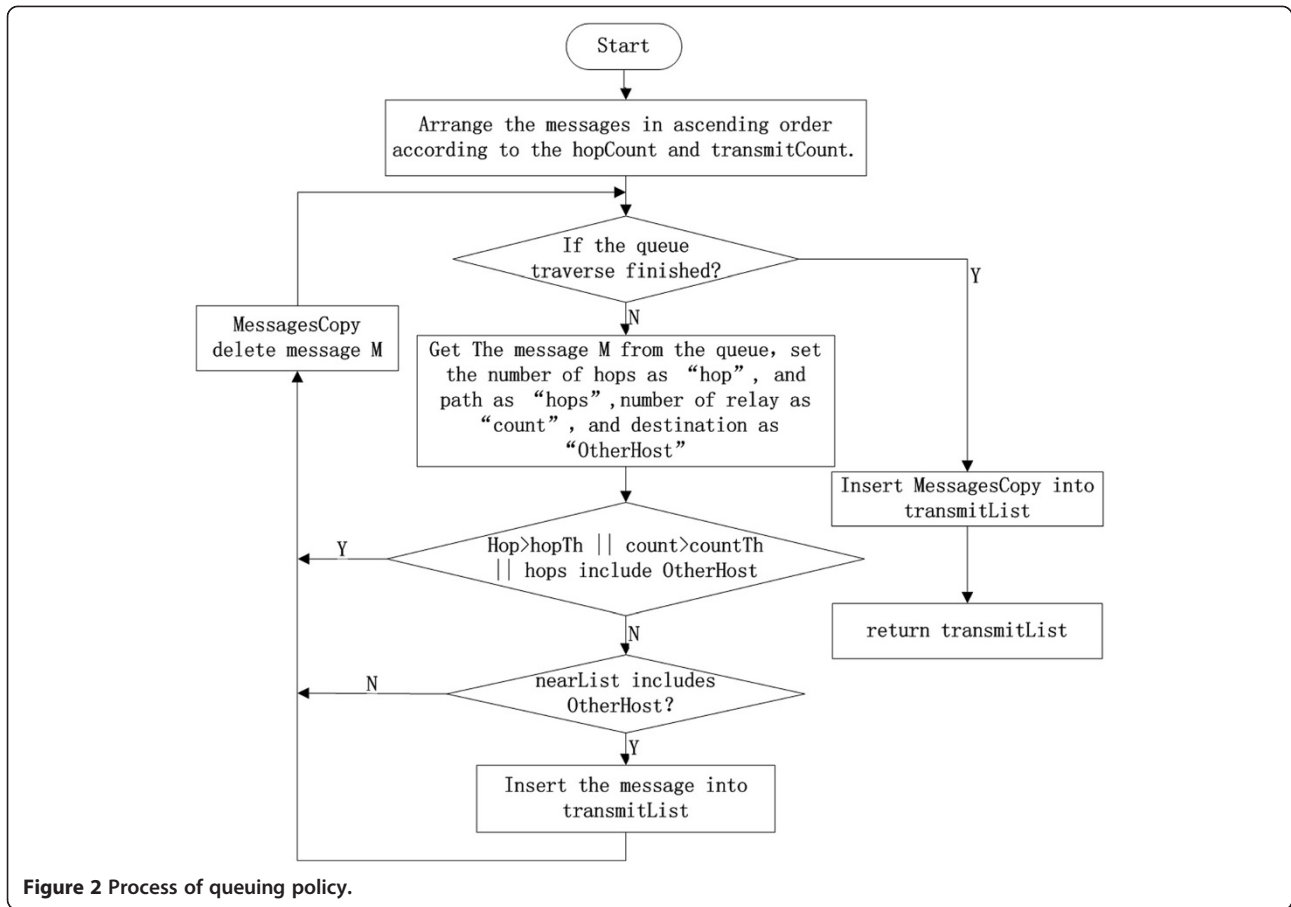 Start
Arrange the messages in ascending order
according to the hopCount and transmitCount.
If the queue
traverse finished?
Y
N
MessagesCopy
delete message M
Get The message M from the queue, set
the number of hops as “hop”, and
path as “hops”,number of relay as
“count”, and destination as
“OtherHost”
Insert MessagesCopy into
transmitList
Y
Hop>hopTh || count>countTh
|| hops include OtherHost
return transmitList
N
N
nearList includes
OtherHost?
Y
Insert the message into
transmitList
Figure 2 Process of queuing policy.